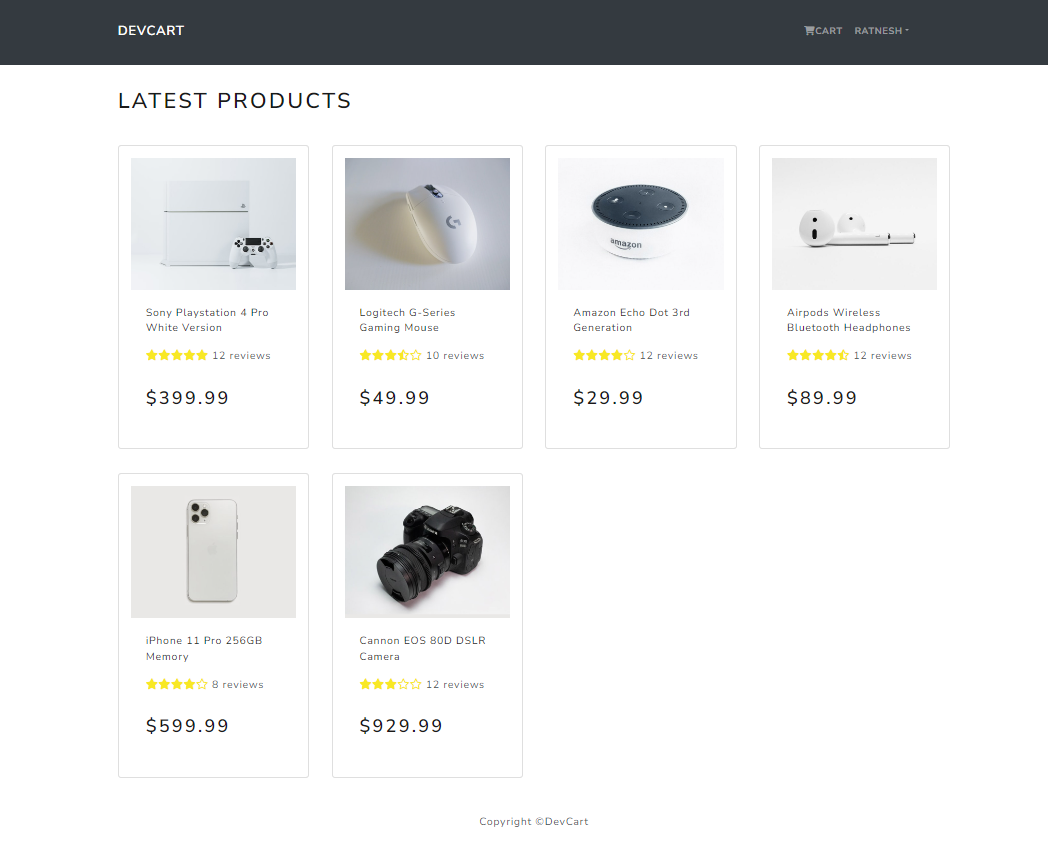 DEVCART
CART RATNESH
LATEST PRODUCTS
Sony Playstation 4 Pro
White Version
12 reviews
$399.99
Logitech G-Series
Gaming Mouse
10 reviews
$49.99
amazon
Amazon Echo Dot 3rd
Generation
12 reviews
$29.99
Airpods Wireless
Bluetooth Headphones
12 reviews
$89.99
iPhone 11 Pro 256GB
Memory
8 reviews
$599.99
Cannon EOS 80D DSLR
Camera
12 reviews
$929.99
Copyright ©DevCart